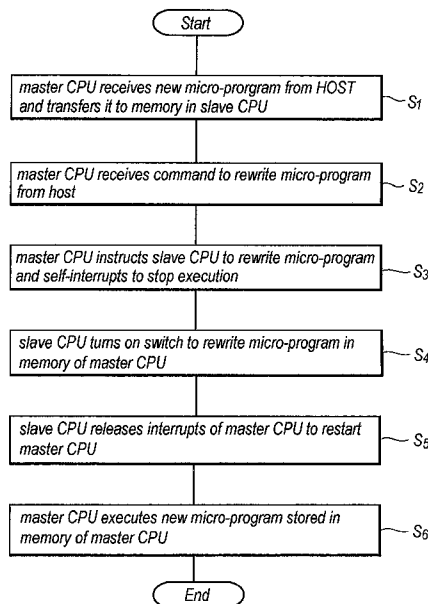 Start
master CPU receives new micro-prorgram from HOST
and transfers it to memory in slave CPU
S1
master CPU receives command to rewrite micro-program
from host
S2
master CPU instructs slave CPU to rewrite micro-program
and self-interrupts to stop execution
S3
slave CPU turns on switch to rewrite micro-program in
memory of master CPU
S4
slave CPU releases interrupts of master CPU to restart
master CPU
S5
master CPU executes new micro-program stored in
memory of master CPU
S6
End